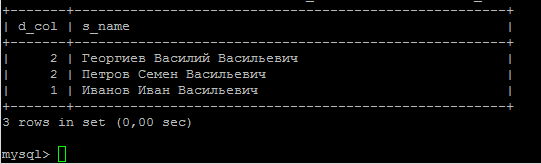 | d_col | s_name |
| 2 | Георгиев Василий Васильевич |
| 2 | Петров Семен Васильевич |
| 1 | Иванов Иван Васильевич |
3 rows in set (0,00 sec)
mysql>